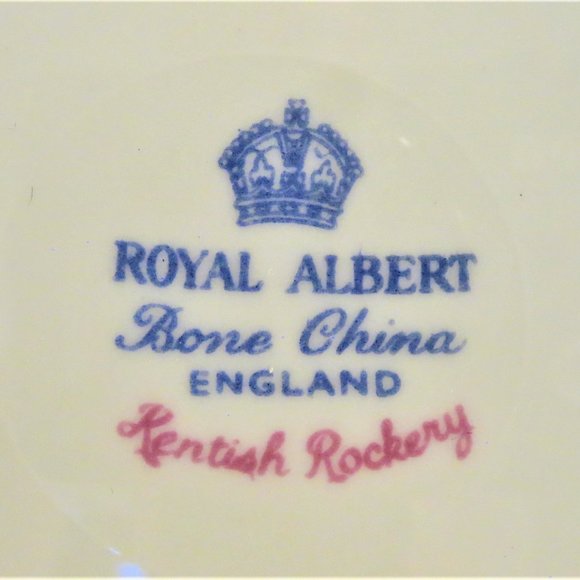 ROYAL ALBERT
Bone China
ENGLAND
Kentish Rockery